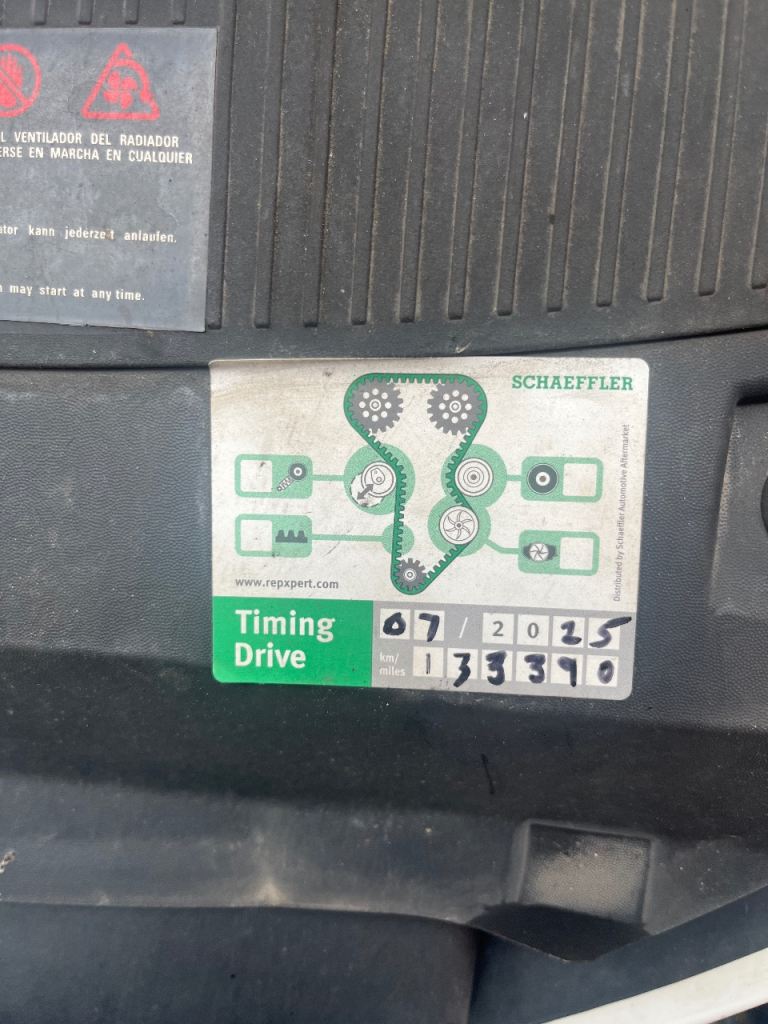 L VENTILADOR DEL RADIADOR
ERSE EN MARCHA EN CUALQUIER
ator kann jederzeit anlaufen.
may start at any time.
SCHAEFFLER
Distributed by Schaeffler Automotive Aftermarket
www.repxpert.com
Timing
Drive
07 / 2025
km/
miles
133390